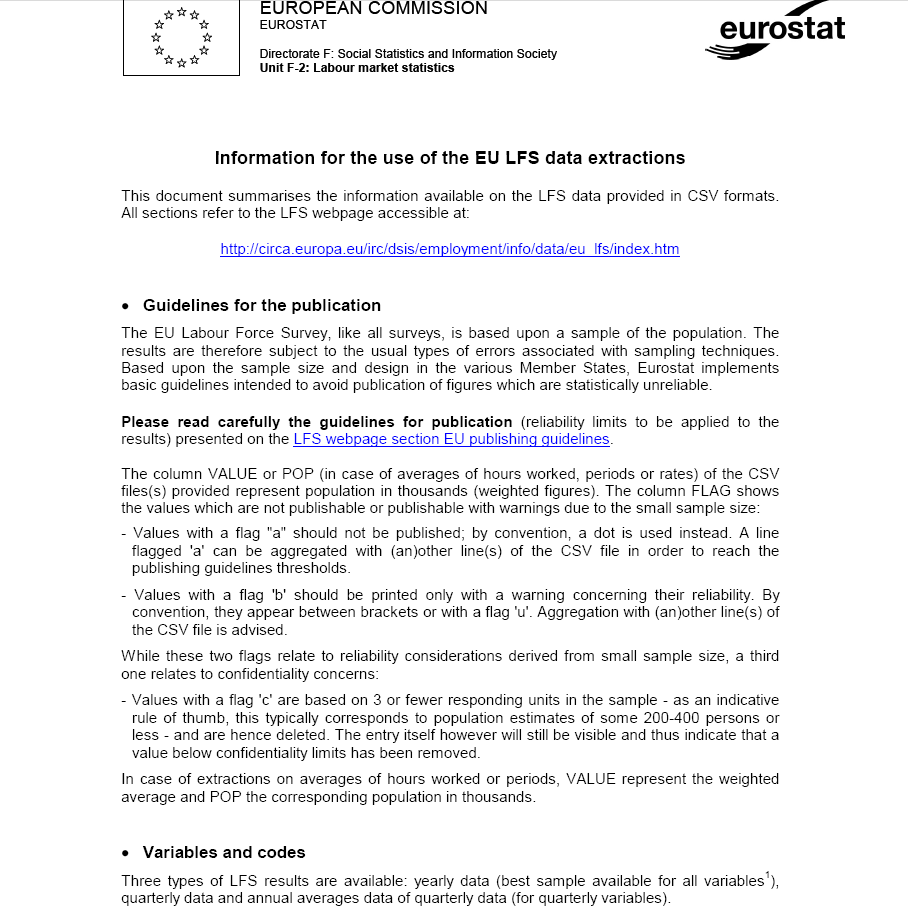 EUROPEAN COMMISSION
EUROSTAT
Directorate F: Social Statistics and Information Society
Unit F-2: Labour market statistics
eurostat
Information for the use of the EU LFS data extractions
This document summarises the information available on the LFS data provided in CSV formats.
All sections refer to the LFS webpage accessible at:
http://circa.europa.eu/irc/dsis/employment/info/data/eu_lfs/index.htm
• Guidelines for the publication
The EU Labour Force Survey, like all surveys, is based upon a sample of the population. The
results are therefore subject to the usual types of errors associated with sampling techniques.
Based upon the sample size and design in the various Member States, Eurostat implements
basic guidelines intended to avoid publication of figures which are statistically unreliable.
Please read carefully the guidelines for publication (reliability limits to be applied to the
results) presented on the LFS webpage section EU publishing guidelines.
The column VALUE or POP (in case of averages of hours worked, periods or rates) of the CSV
files(s) provided represent population in thousands (weighted figures). The column FLAG shows
the values which are not publishable or publishable with warnings due to the small sample size:
- Values with a flag "a" should not be published; by convention, a dot is used instead. A line
flagged 'a' can be aggregated with (an)other line(s) of the CSV file in order to reach the
publishing guidelines thresholds.
- Values with a flag 'b' should be printed only with a warning concerning their reliability. By
convention, they appear between brackets or with a flag 'u'. Aggregation with (an)other line(s) of
the CSV file is advised.
While these two flags relate to reliability considerations derived from small sample size, a third
one relates to confidentiality concerns:
- Values with a flag 'c' are based on 3 or fewer responding units in the sample - as an indicative
rule of thumb, this typically corresponds to population estimates of some 200-400 persons or
less - and are hence deleted. The entry itself however will still be visible and thus indicate that a
value below confidentiality limits has been removed.
In case of extractions on averages of hours worked or periods, VALUE represent the weighted
average and POP the corresponding population in thousands.
• Variables and codes
Three types of LFS results are available: yearly data (best sample available for all variables¹),
quarterly data and annual averages data of quarterly data (for quarterly variables).